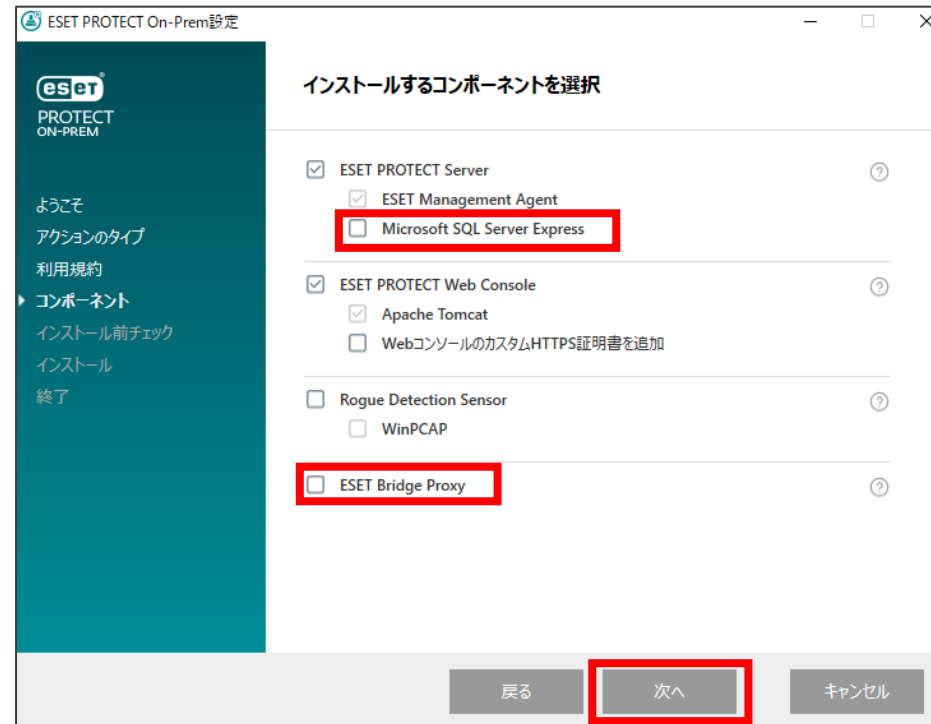 ESET PROTECT On-Prem設定
eset
PROTECT
ON-PREM
ようこそ
アクションのタイプ
利用規約
コンポーネント
インストール前チェック
インストール
終了
インストールするコンポーネントを選択
ESET PROTECT Server
ESET Management Agent
Microsoft SQL Server Express
ESET PROTECT Web Console
Apache Tomcat
WebコンソールのカスタムHTTPS証明書を追加
Rogue Detection Sensor
WinPCAP
ESET Bridge Proxy
戻る
次へ
キャンセル